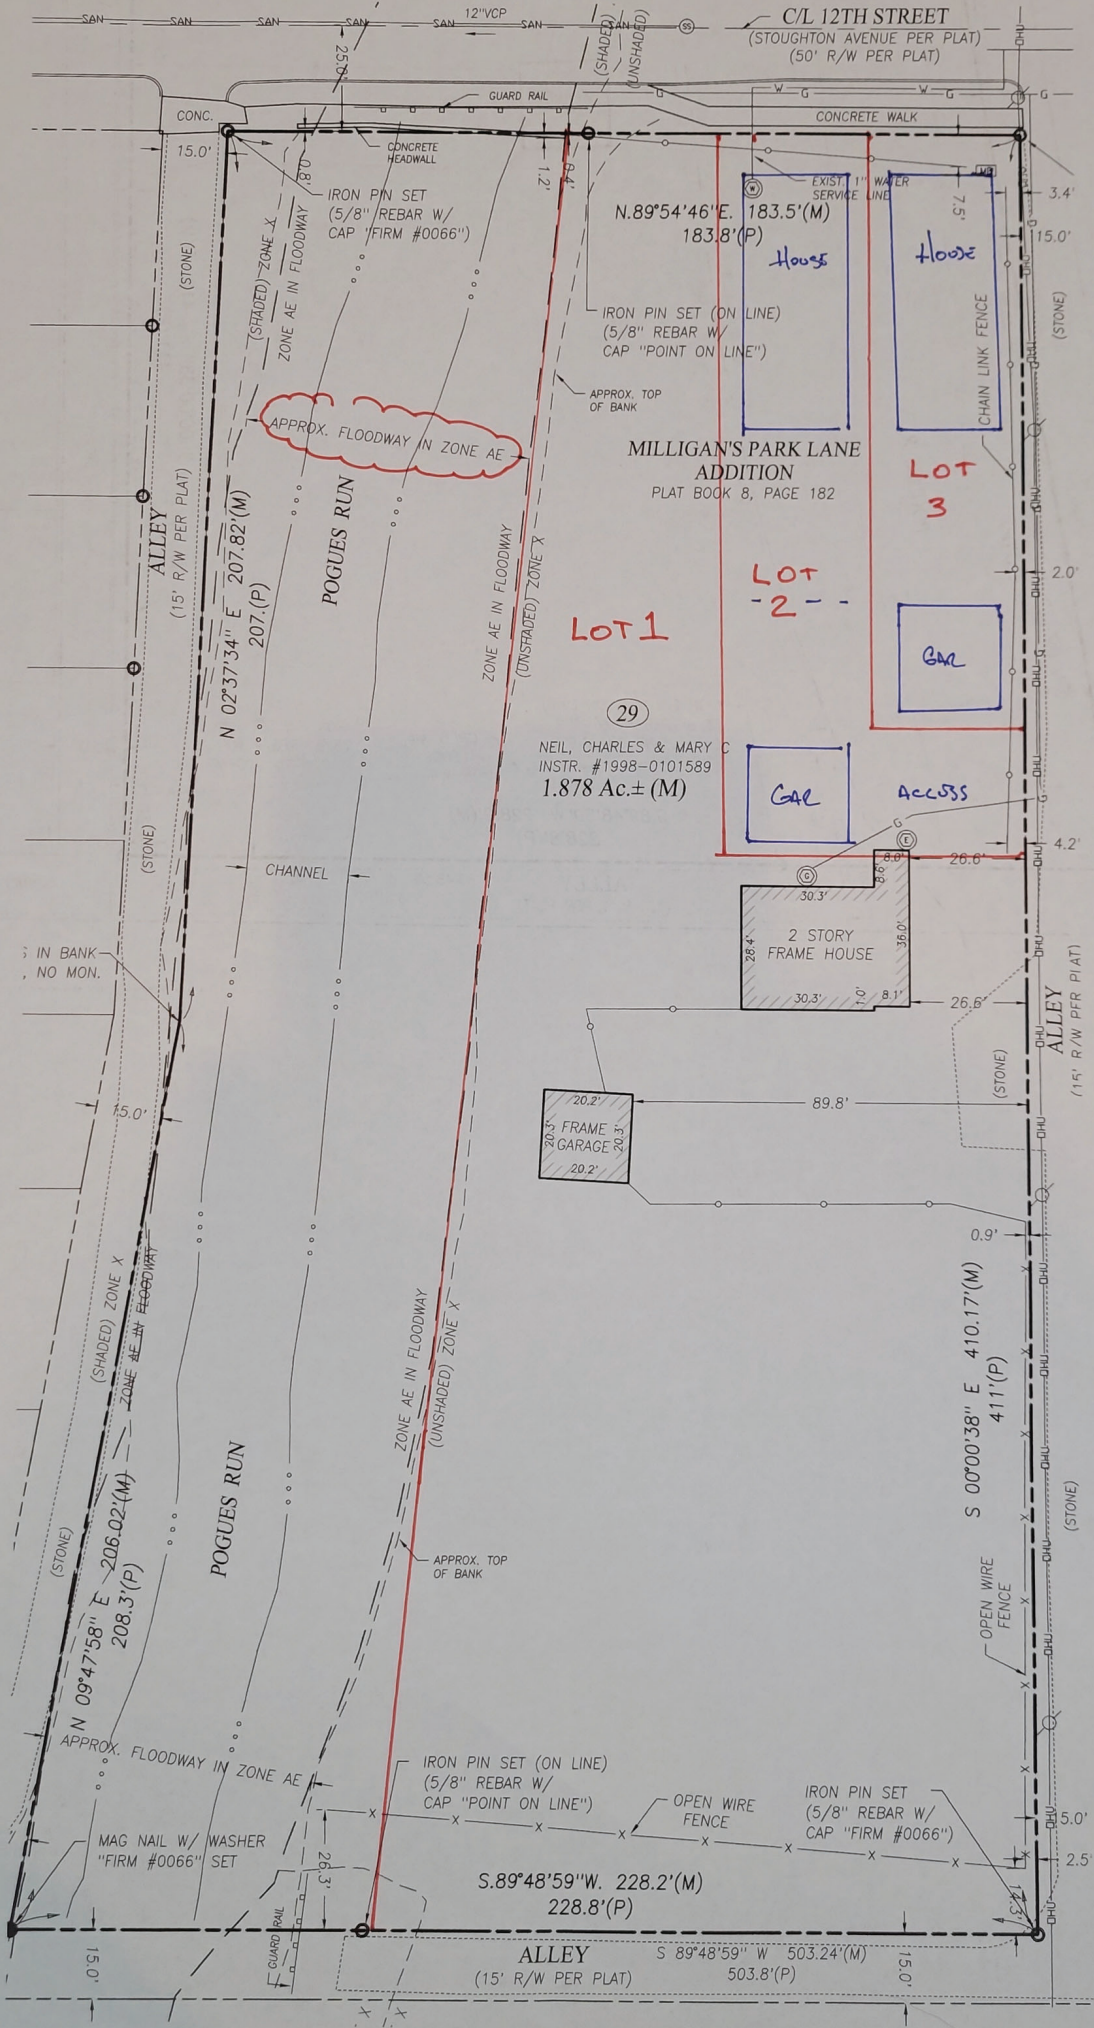 SAN SAN SAN SAN SAN SAN SAN
12"VCP
SS
C/L 12TH STREET
(STOUGHTON AVENUE PER PLAT)
(50' R/W PER PLAT)
(SHADED)
(UNSHADED)
25.0'
GUARD RAIL
W G W G
G
CONC.
CONCRETE WALK
15.0'
CONCRETE
HEADWALL
0.8'
1.2'
0.4'
IRON PIN SET
(5/8" REBAR W/
CAP "FIRM #0066")
EXIST. 1" WATER
SERVICE LINE
W
7.5'
3.4'
15.0'
N.89°54'46"E. 183.5'(M)
183.8'(P)
House
House
(STONE)
(SHADED) ZONE X
ZONE AE IN FLOODWAY
IRON PIN SET (ON LINE)
(5/8" REBAR W/
CAP "POINT ON LINE")
CHAIN LINK FENCE
(STONE)
APPROX. TOP
OF BANK
APPROX. FLOODWAY IN ZONE AE
MILLIGAN'S PARK LANE
ADDITION
PLAT BOOK 8, PAGE 182
LOT
3
ALLEY
(15' R/W PER PLAT)
N 02°37'34" E 207.82'(M)
207.(P)
POGUES RUN
ZONE AE IN FLOODWAY
(UNSHADED) ZONE X
LOT
2
2.0'
LOT 1
GAR
29
NEIL, CHARLES & MARY C
INSTR. #1998-0101589
1.878 Ac.± (M)
GAR
ACCESS
G
G
OHU
(STONE)
CHANNEL
E
G
8.0'
8.6'
26.6'
4.2'
30.3'
2 STORY
FRAME HOUSE
28.4'
36.0'
30.3'
1.0'
8.1'
26.6'
IN BANK
, NO MON.
ALLEY
(15' R/W PER PLAT)
(STONE)
15.0'
20.2'
FRAME
GARAGE
20.3'
20.3'
20.2'
89.8'
0.9'
(SHADED) ZONE X
ZONE AE IN FLOODWAY
ZONE AE IN FLOODWAY
(UNSHADED) ZONE X
S 00°00'38" E 410.17'(M)
411'(P)
POGUES RUN
(STONE)
(STONE)
N 09°47'58" E 206.02'(M)
208.3'(P)
APPROX. TOP
OF BANK
OPEN WIRE
FENCE
APPROX. FLOODWAY IN ZONE AE
IRON PIN SET (ON LINE)
(5/8" REBAR W/
CAP "POINT ON LINE")
OPEN WIRE
FENCE
IRON PIN SET
(5/8" REBAR W/
CAP "FIRM #0066")
15.0'
MAG NAIL W/ WASHER
"FIRM #0066" SET
26.3'
2.5'
14.3'
S.89°48'59"W. 228.2'(M)
228.8'(P)
GUARD RAIL
15.0'
ALLEY
(15' R/W PER PLAT)
S 89°48'59" W 503.24'(M)
503.8'(P)
15.0'